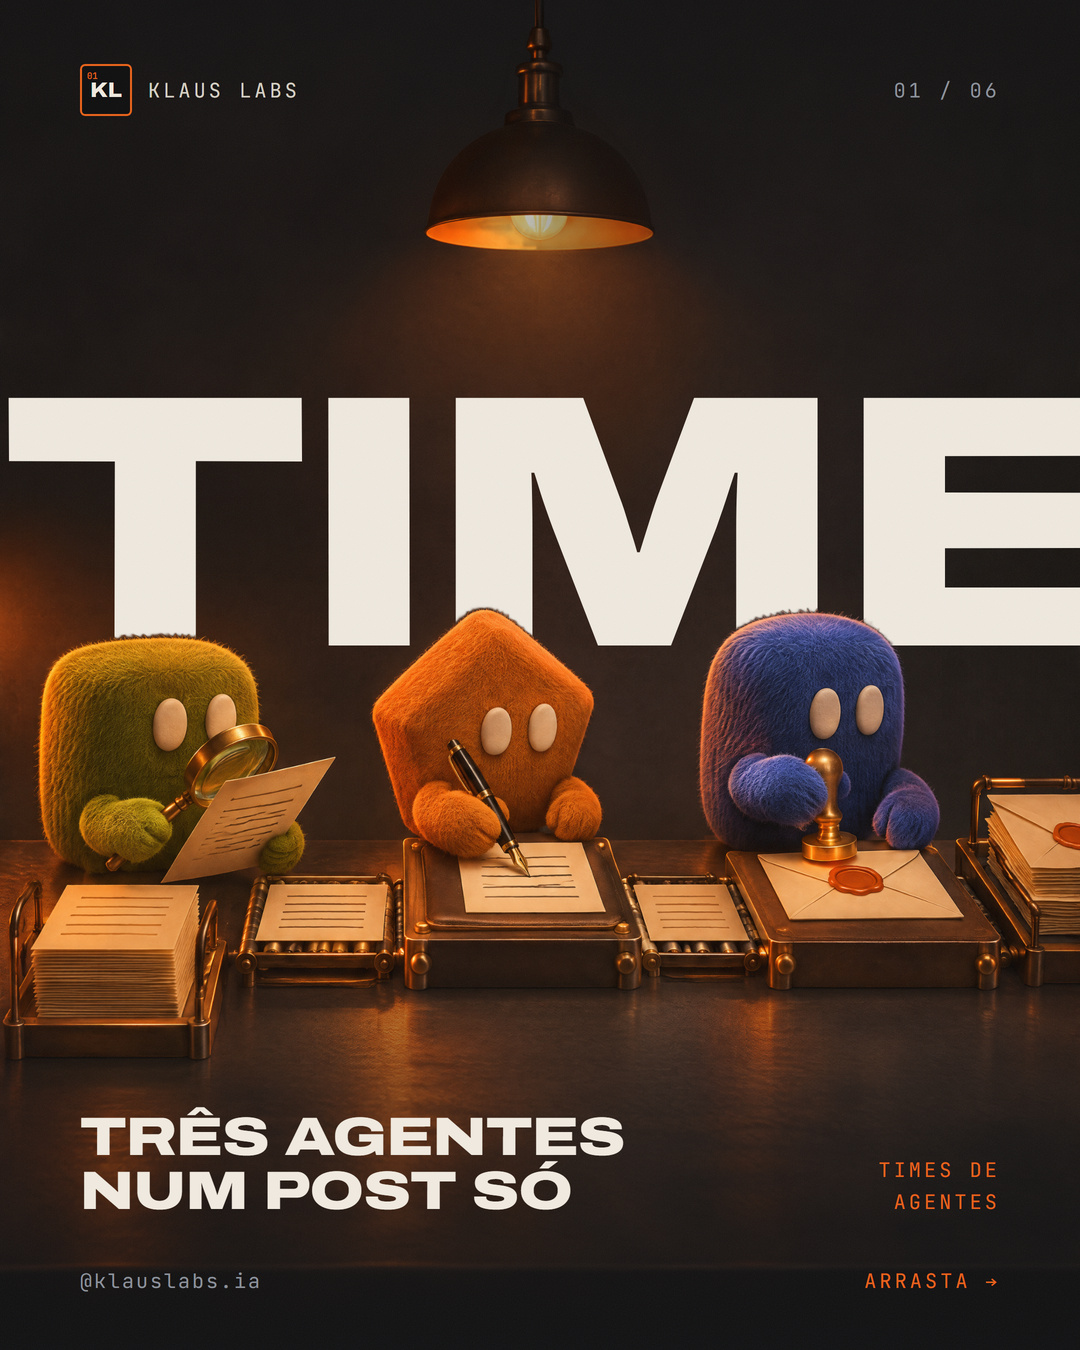 01
KL
KLAUS LABS
01 / 06
TIME
TRÊS AGENTES
NUM POST SÓ
TIMES DE
AGENTES
@klauslabs.ia
ARRASTA →